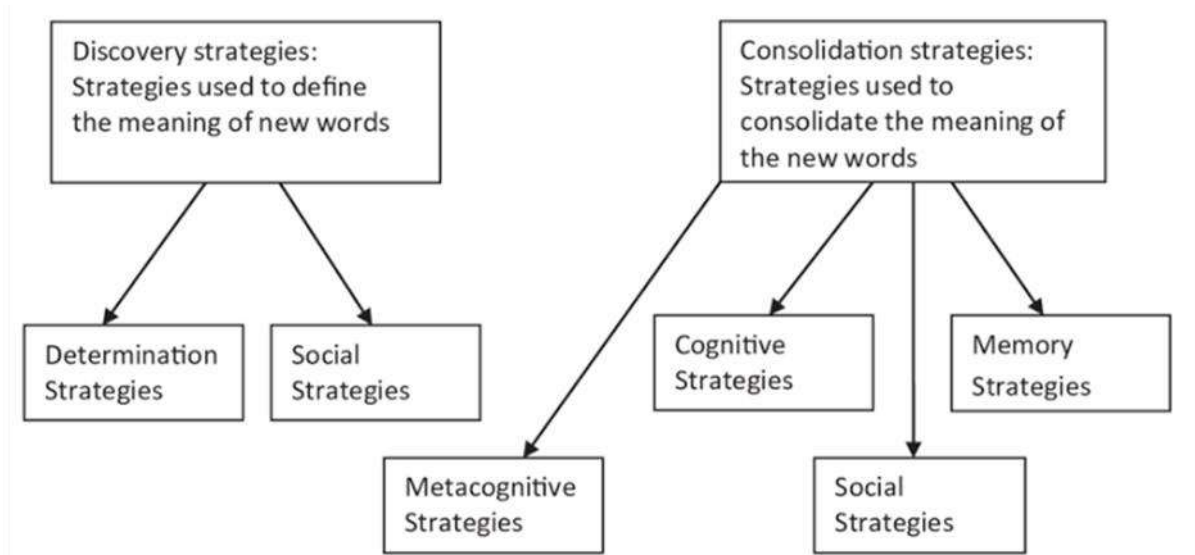 Discovery strategies:
Strategies used to define
the meaning of new words
Consolidation strategies:
Strategies used to
consolidate the meaning of
the new words
Determination
Strategies
Social
Strategies
Cognitive
Strategies
Memory
Strategies
Metacognitive
Strategies
Social
Strategies